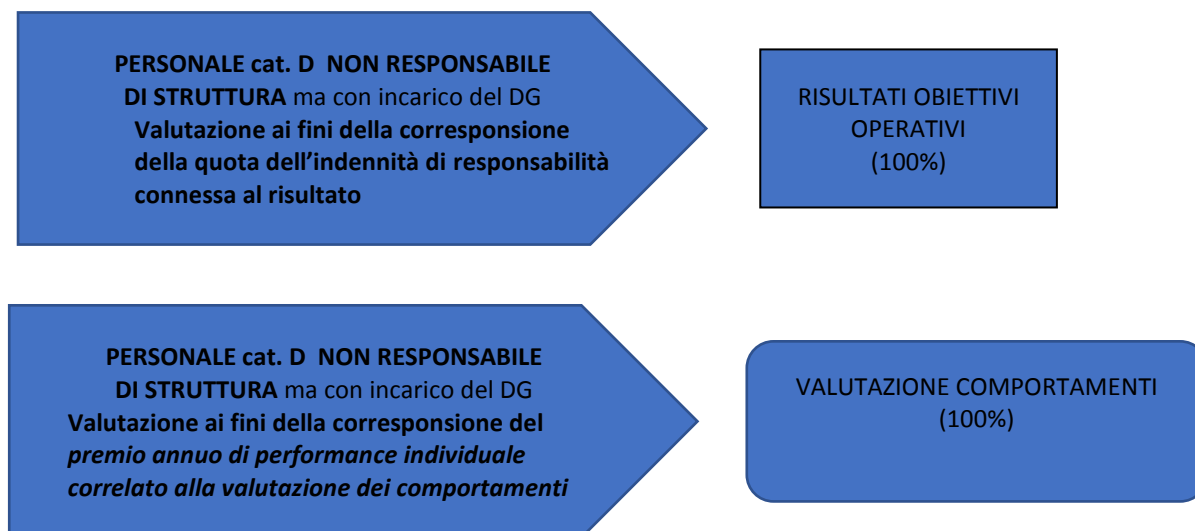 PERSONALE cat. D  NON RESPONSABILE
DI STRUTTURA ma con incarico del DG
Valutazione ai fini della corresponsione
della quota dell’indennità di responsabilità
connessa al risultato
RISULTATI OBIETTIVI
OPERATIVI
(100%)
PERSONALE cat. D  NON RESPONSABILE
DI STRUTTURA ma con incarico del DG
Valutazione ai fini della corresponsione del
premio annuo di performance individuale
correlato alla valutazione dei comportamenti
VALUTAZIONE COMPORTAMENTI
(100%)